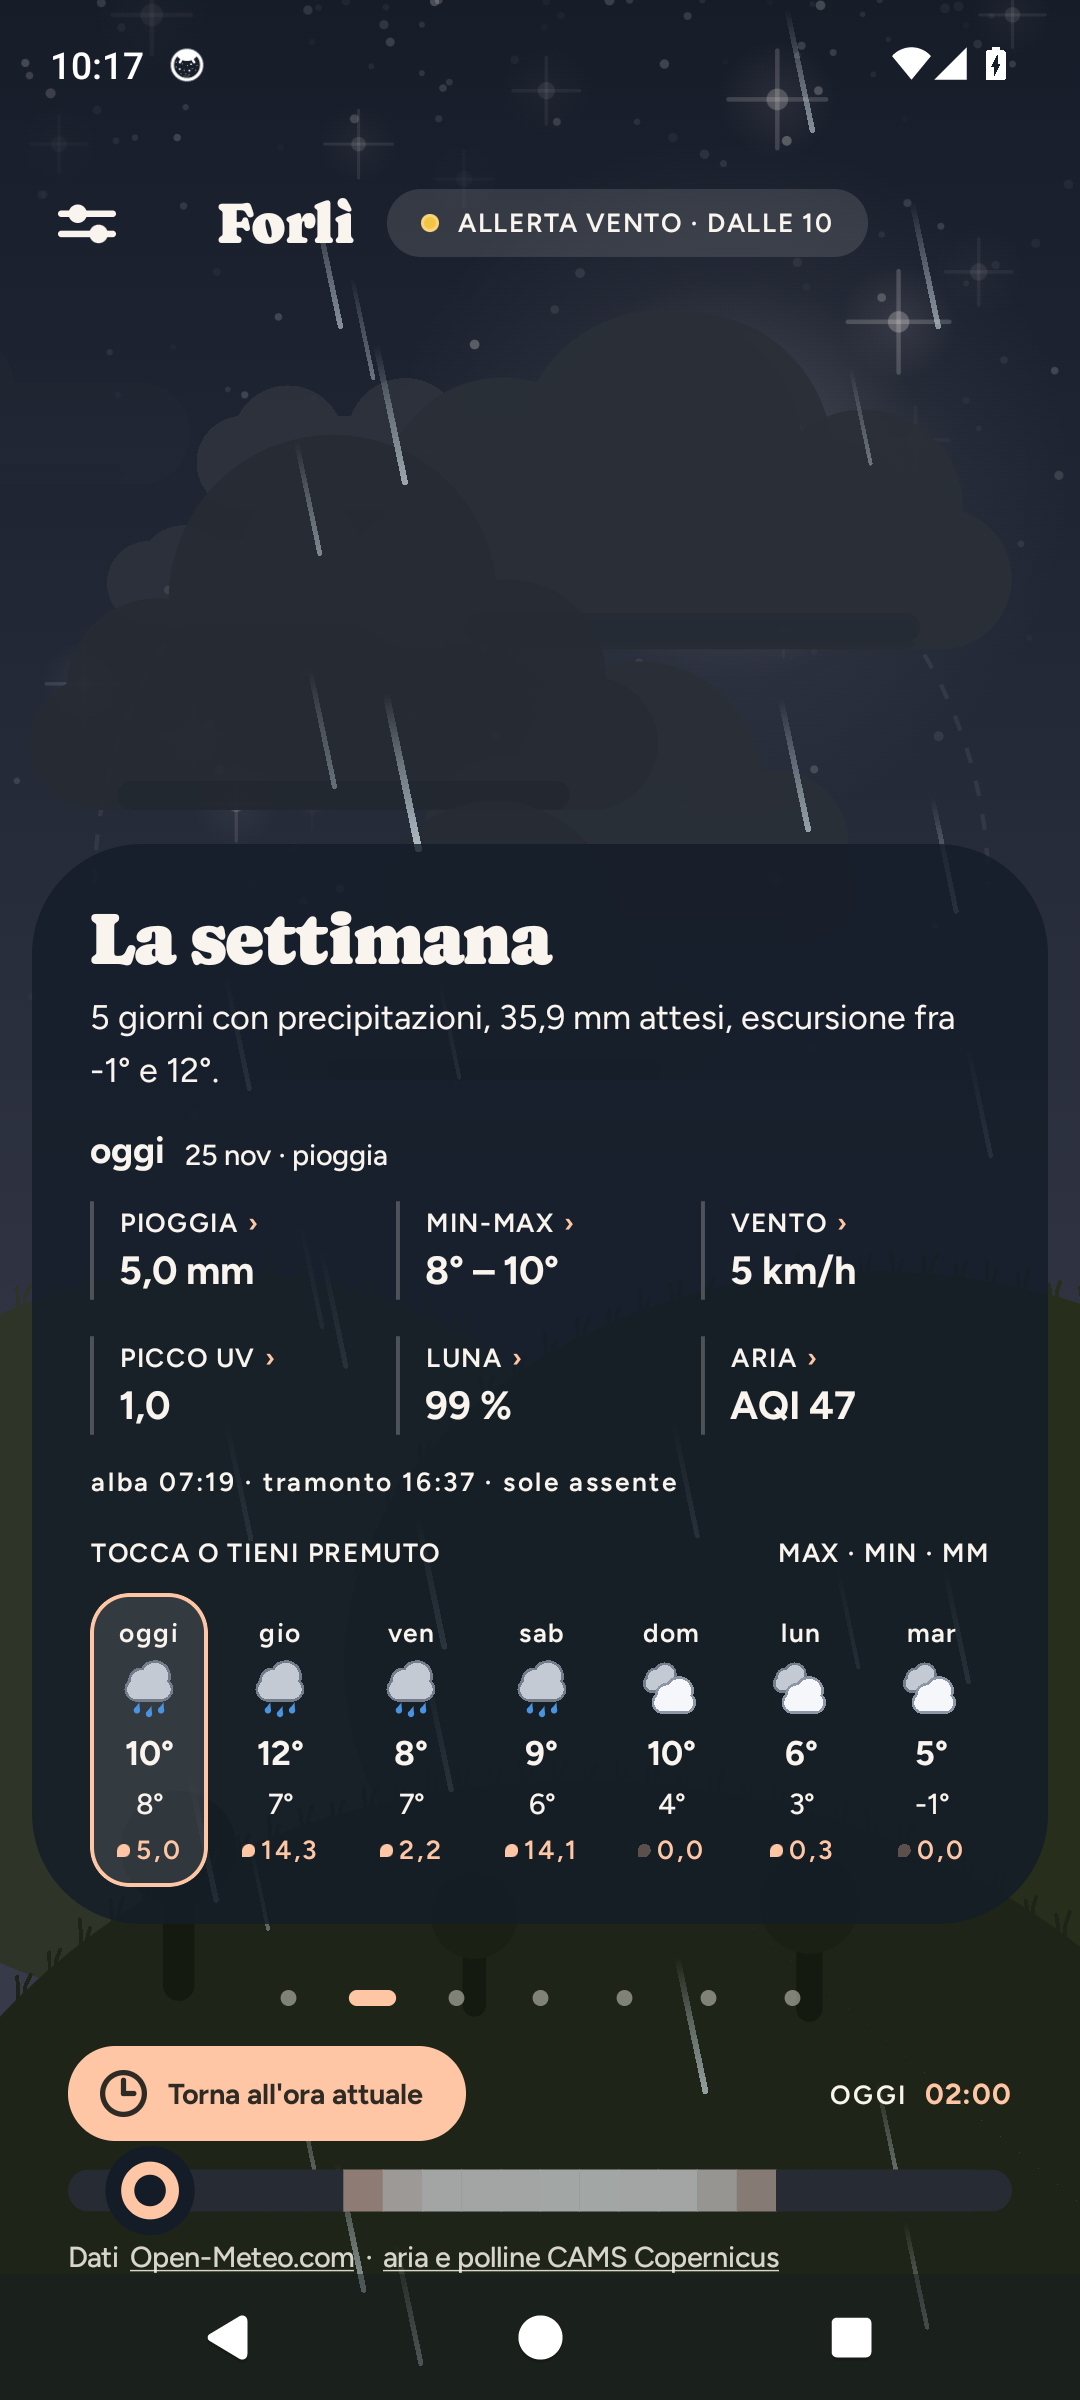 10:17
Forlì
ALLERTA VENTO · DALLE 10
La settimana
5 giorni con precipitazioni, 35,9 mm attesi, escursione fra
-1° e 12°.
oggi 25 nov · pioggia
PIOGGIA › MIN-MAX › VENTO ›
5,0 mm 8° – 10° 5 km/h
PICCO UV › LUNA › ARIA ›
1,0 99 % AQI 47
alba 07:19 · tramonto 16:37 · sole assente
TOCCA O TIENI PREMUTO MAX · MIN · MM
oggi gio ven sab dom lun mar
10° 12° 8° 9° 10° 6° 5°
8° 7° 7° 6° 4° 3° -1°
5,0 14,3 2,2 14,1 0,0 0,3 0,0
Torna all'ora attuale OGGI 02:00
Dati Open-Meteo.com · aria e polline CAMS Copernicus